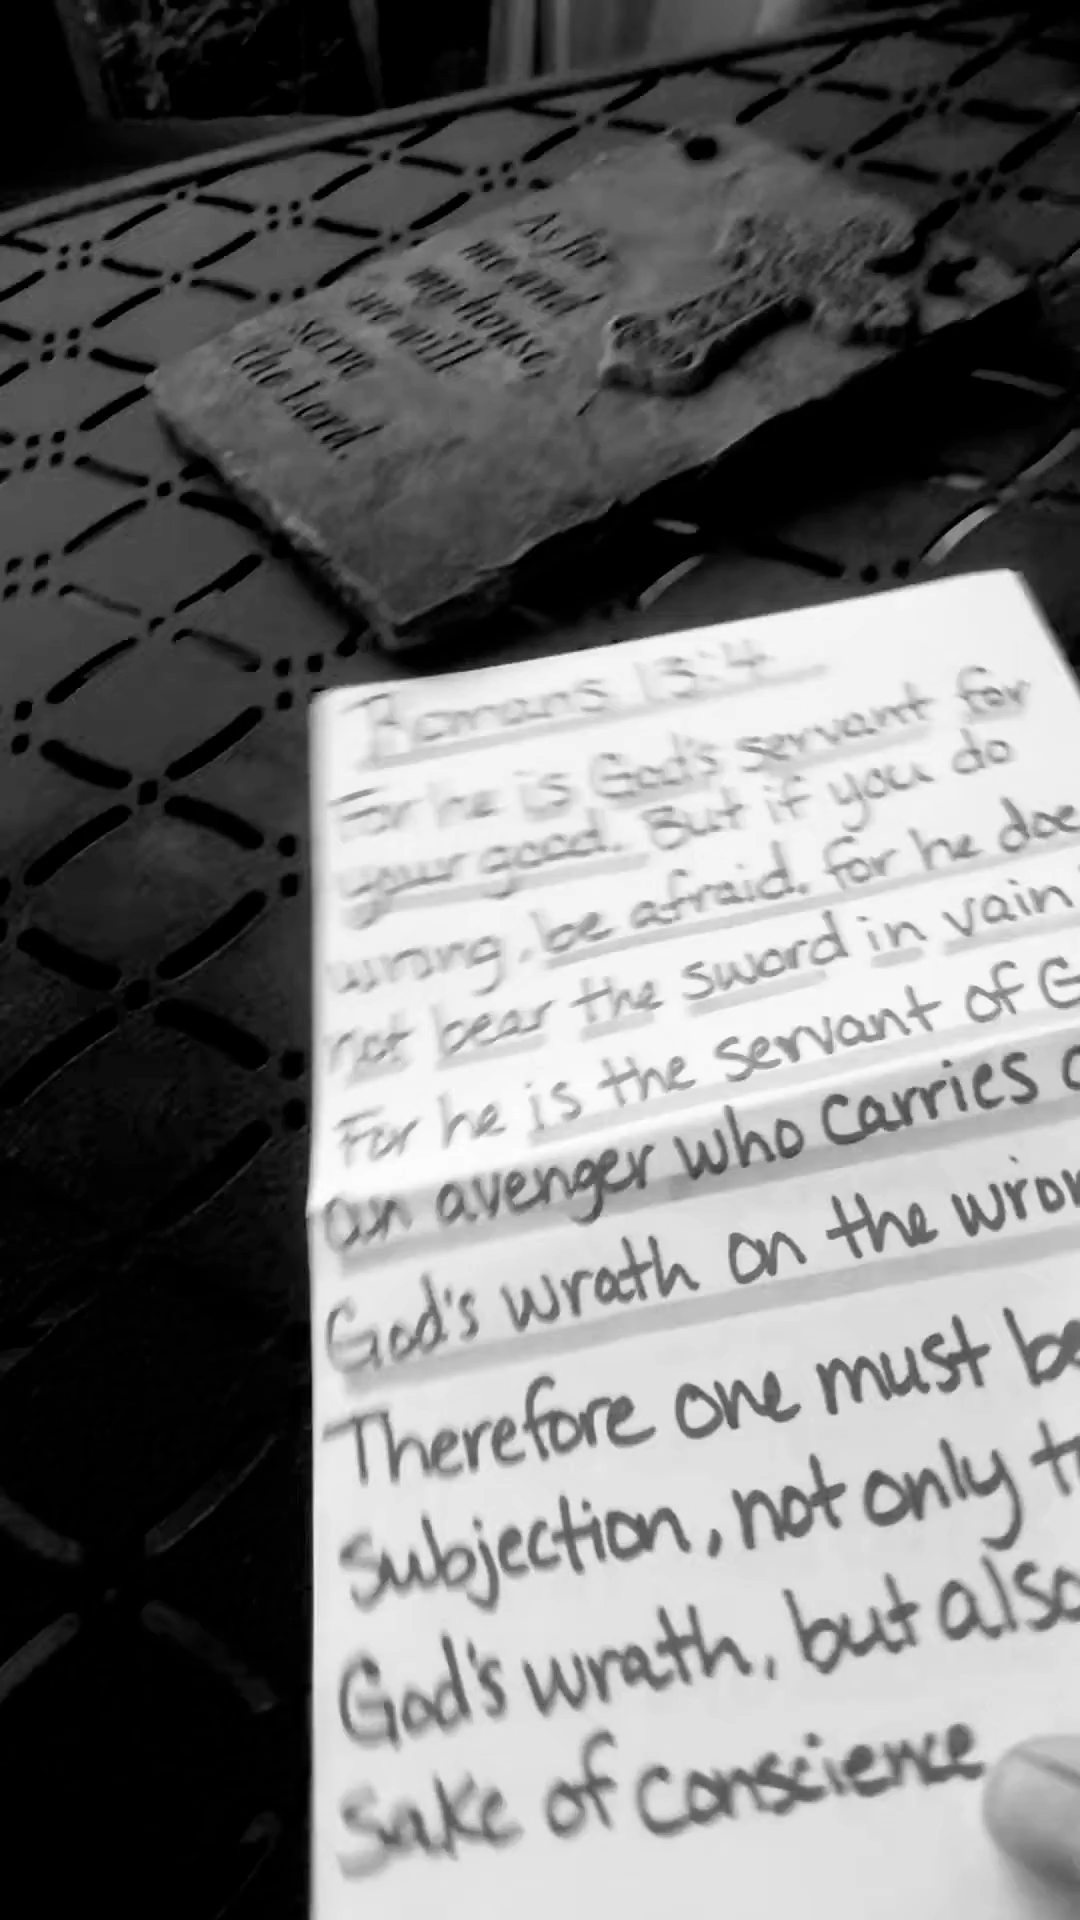 As for
me and
my house,
we will
serve
the Lord.
Romans 13:4
For he is God's servant for
your good. But if you do
wrong, be afraid, for he doe
not bear the sword in vain
For he is the servant of G
an avenger who carries o
God's wrath on the wron
Therefore one must be
subjection, not only t
God's wrath, but also
sake of conscience